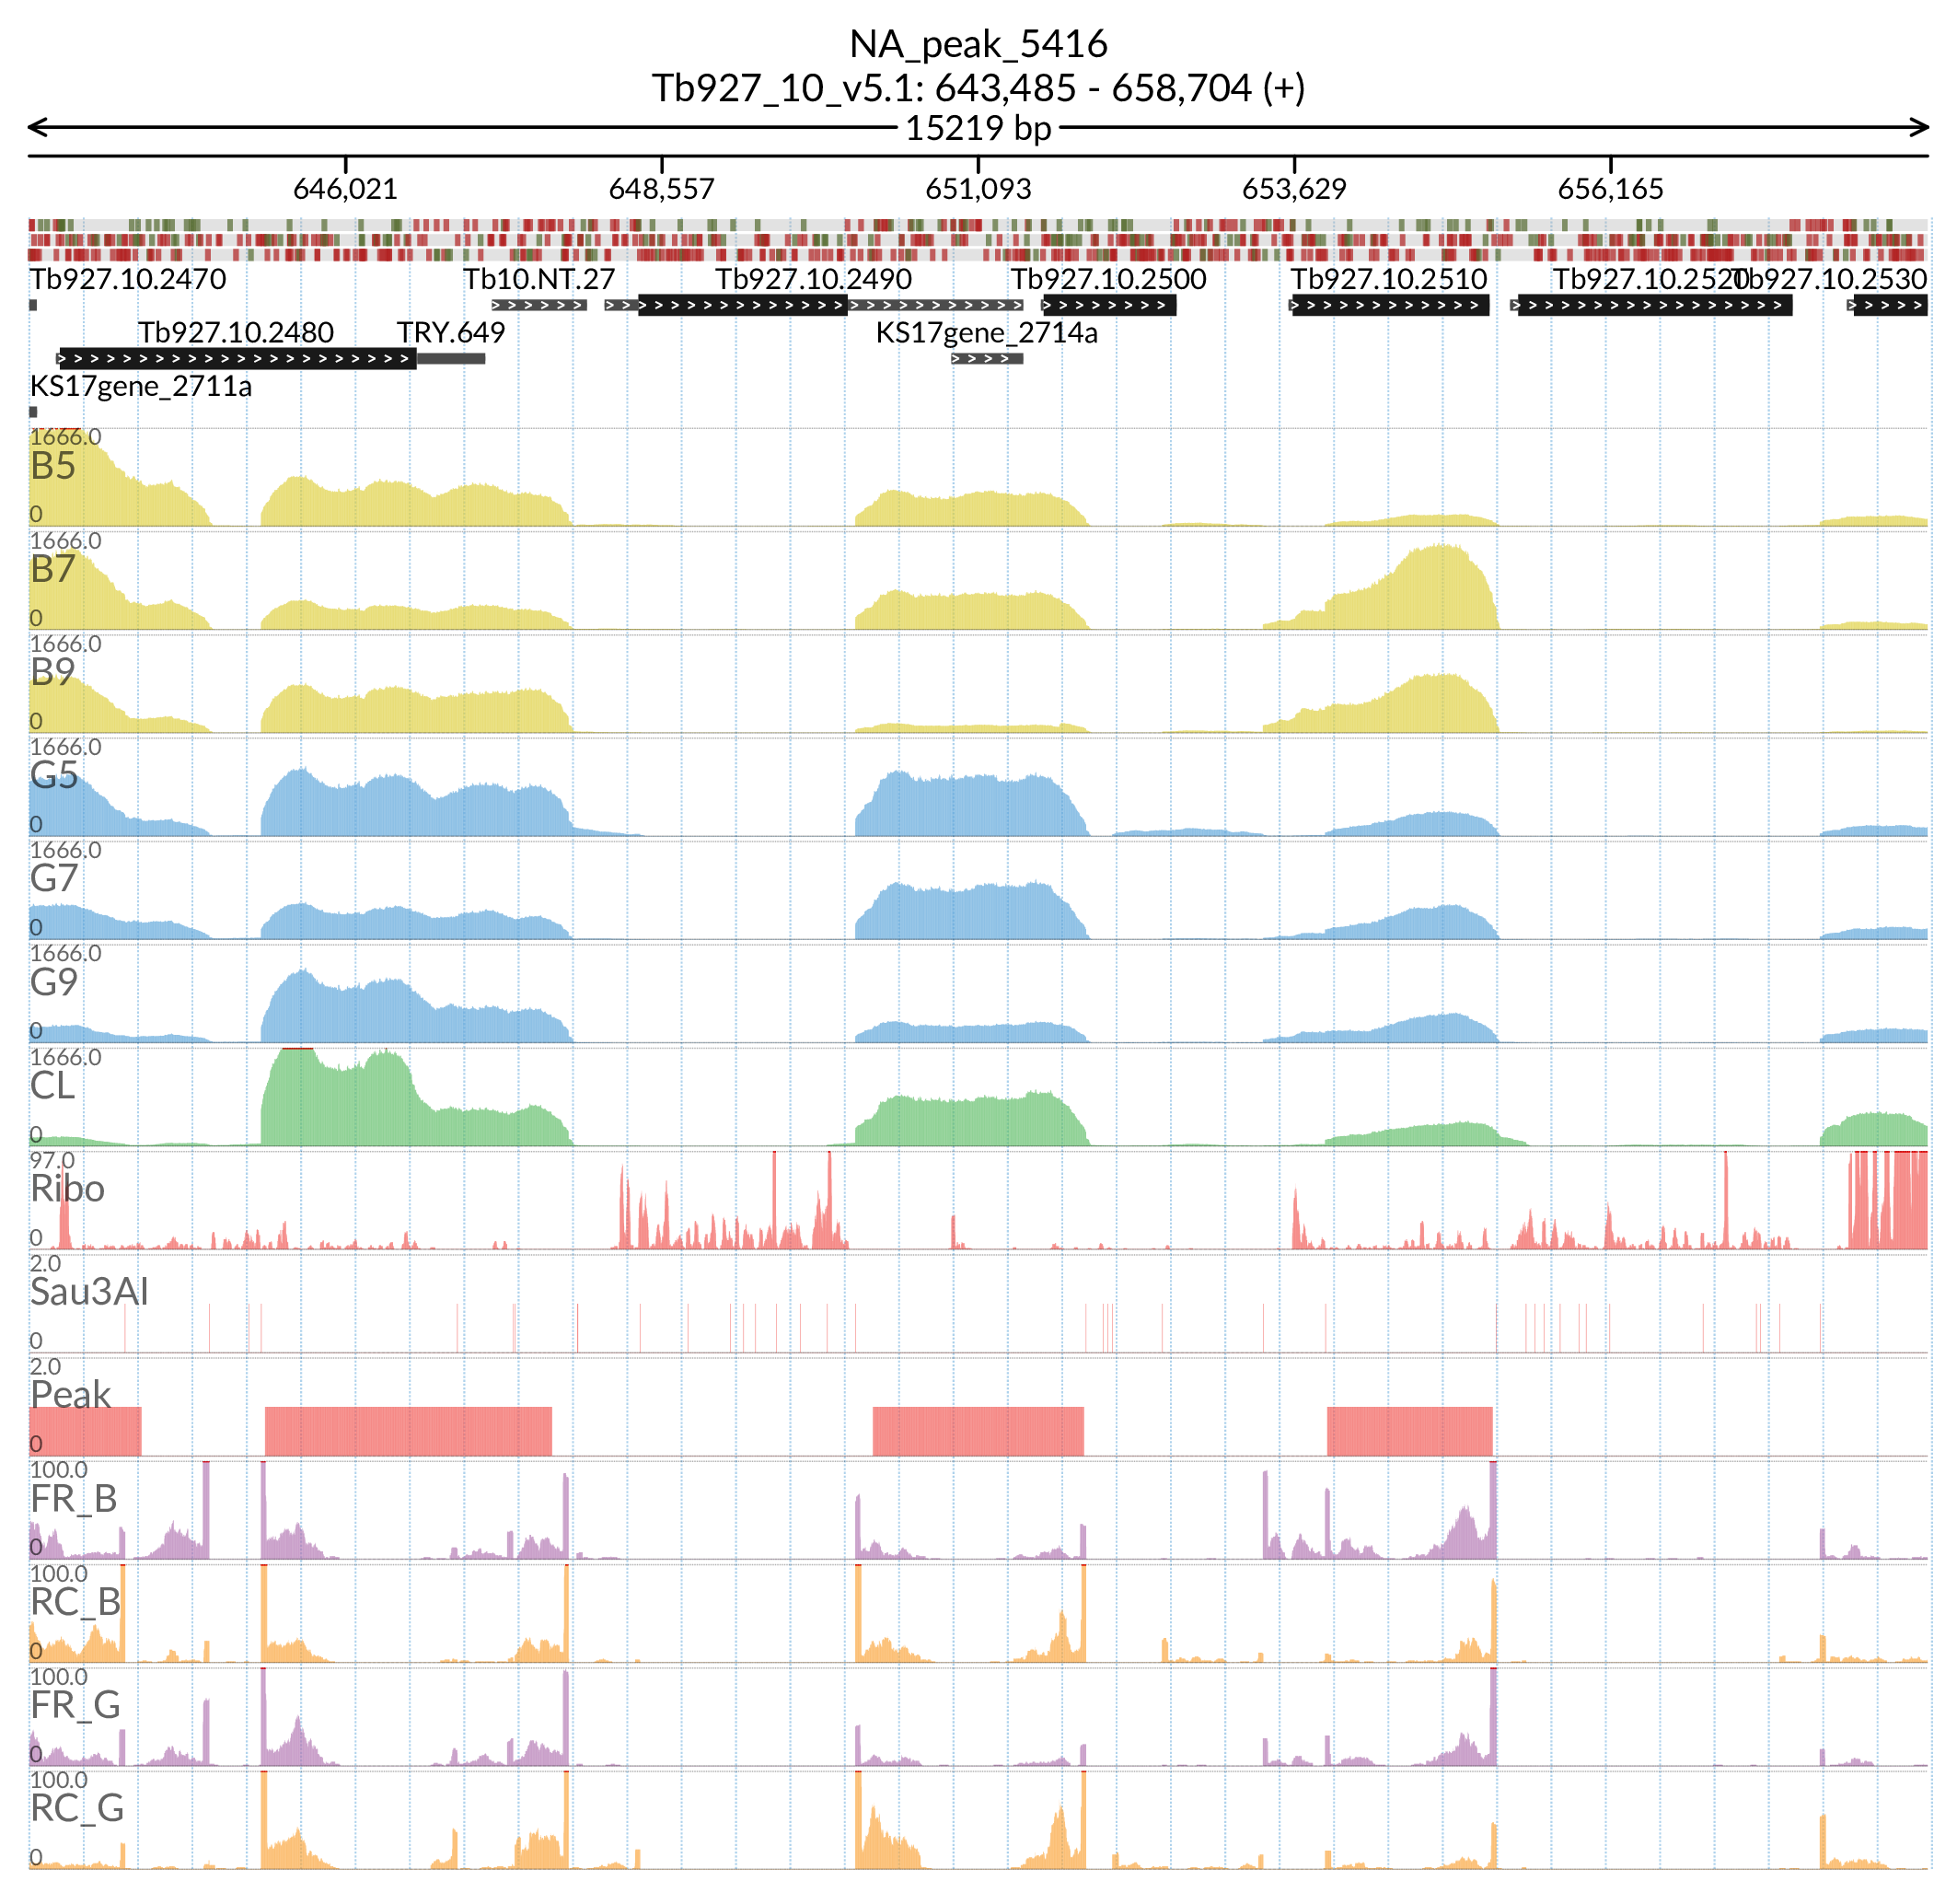 NA_peak_5416
Tb927_10_v5.1: 643,485 - 658,704 (+)
15219 bp
646,021 648,557 651,093 653,629 656,165
Tb927.10.2470 Tb10.NT.27 Tb927.10.2490 Tb927.10.2500 Tb927.10.2510 Tb927.10.2520 Tb927.10.2530
Tb927.10.2480 TRY.649 KS17gene_2714a
KS17gene_2711a
1666.0
B5
0
1666.0
B7
0
1666.0
B9
0
1666.0
G5
0
1666.0
G7
0
1666.0
G9
0
1666.0
CL
0
97.0
Ribo
0
2.0
Sau3AI
0
2.0
Peak
0
100.0
FR_B
0
100.0
RC_B
0
100.0
FR_G
0
100.0
RC_G
0